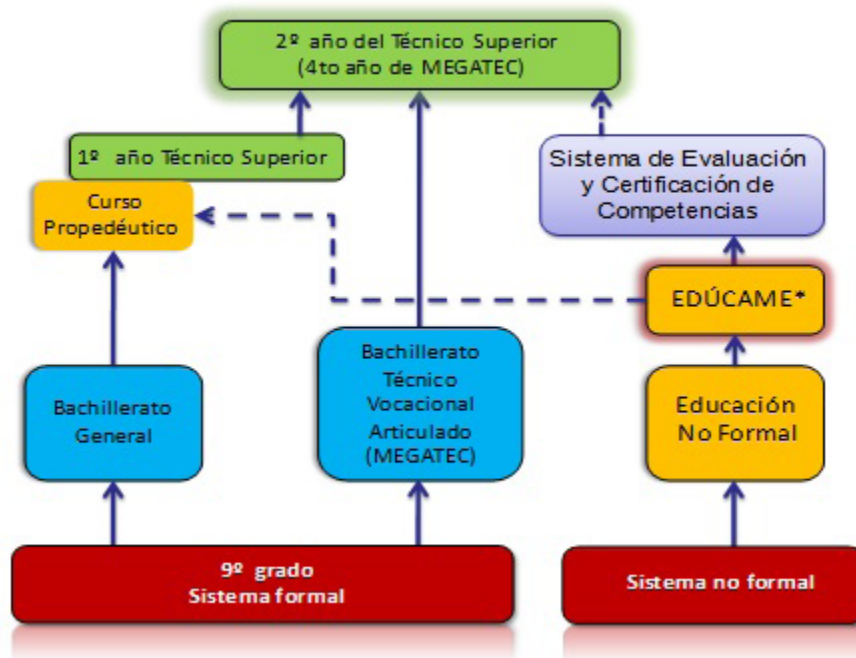 2º año del Técnico Superior
(4to año de MEGATEC)
1º año Técnico Superior
Sistema de Evaluación
y Certificación de
Competencias
Curso
Propedéutico
EDÚCAME*
Bachillerato
General
Bachillerato
Técnico
Vocacional
Articulado
(MEGATEC)
Educación
No Formal
9º grado
Sistema formal
Sistema no formal